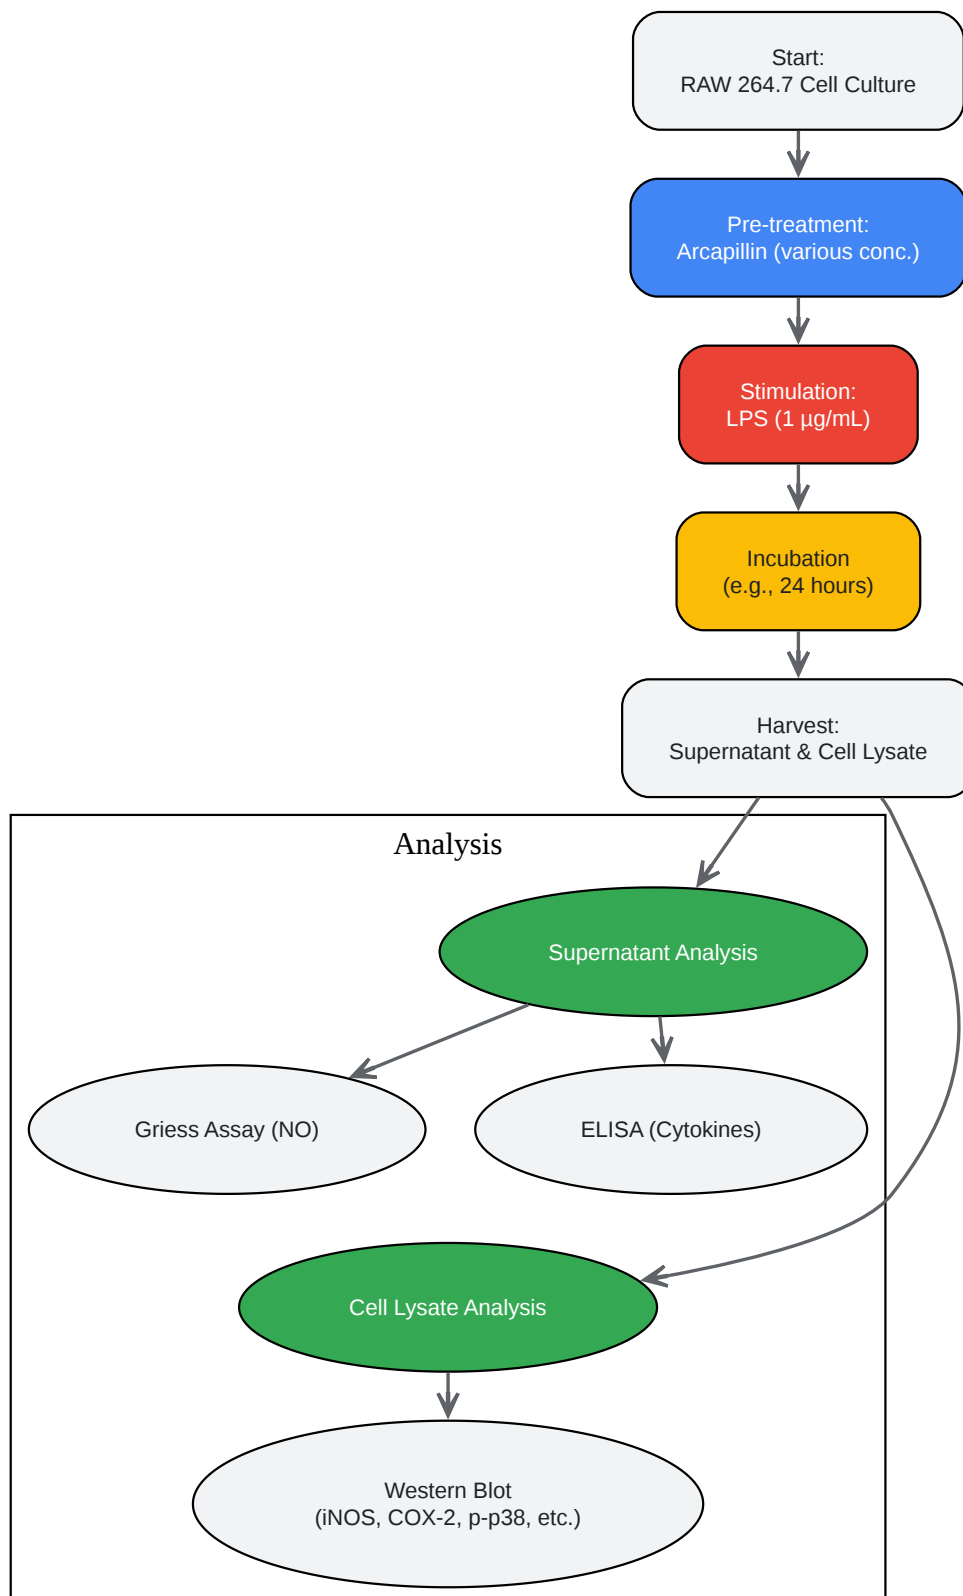 Start:
RAW 264.7 Cell Culture
Pre-treatment:
Arcapillin (various conc.)
Stimulation:
LPS (1 µg/mL)
Incubation
(e.g., 24 hours)
Harvest:
Supernatant & Cell Lysate
Analysis
Supernatant Analysis
Griess Assay (NO)
ELISA (Cytokines)
Cell Lysate Analysis
Western Blot
(iNOS, COX-2, p-p38, etc.)